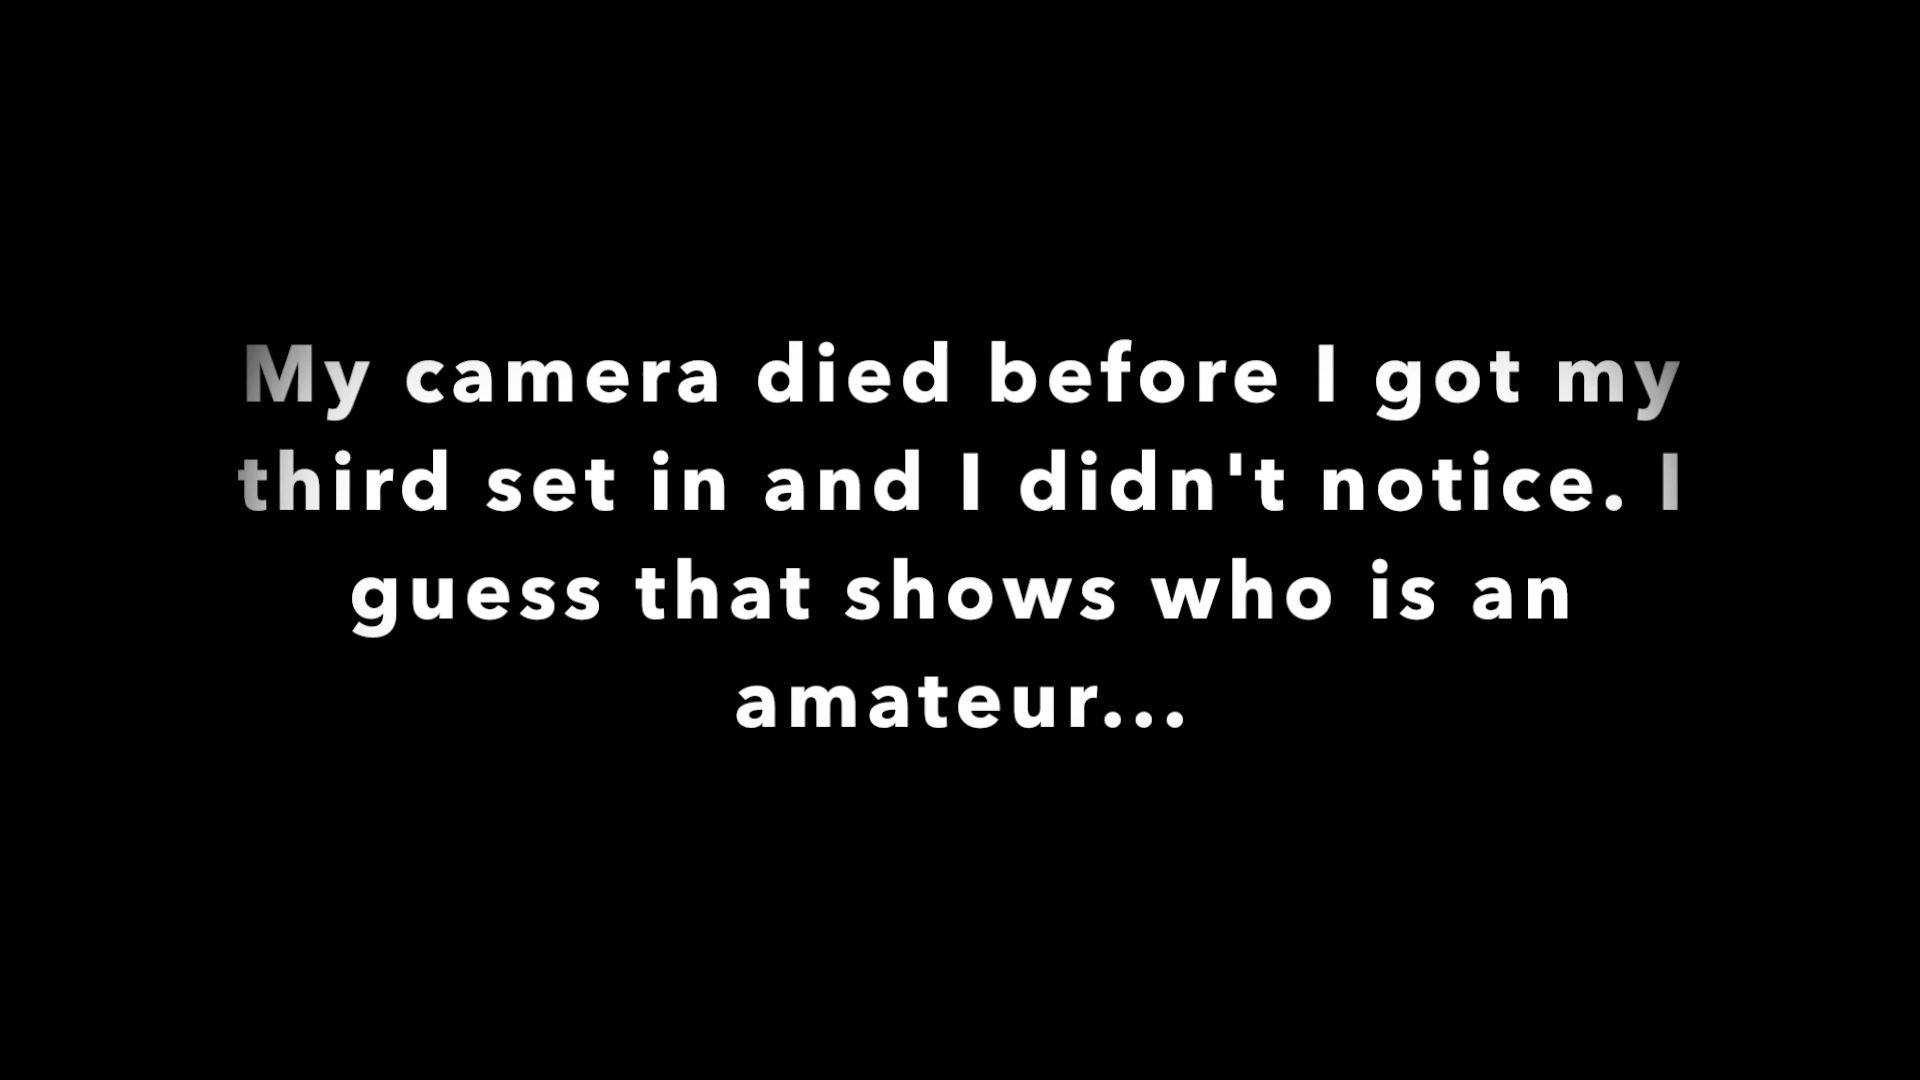 My camera died before I got my
third set in and I didn't notice. I
guess that shows who is an
amateur...